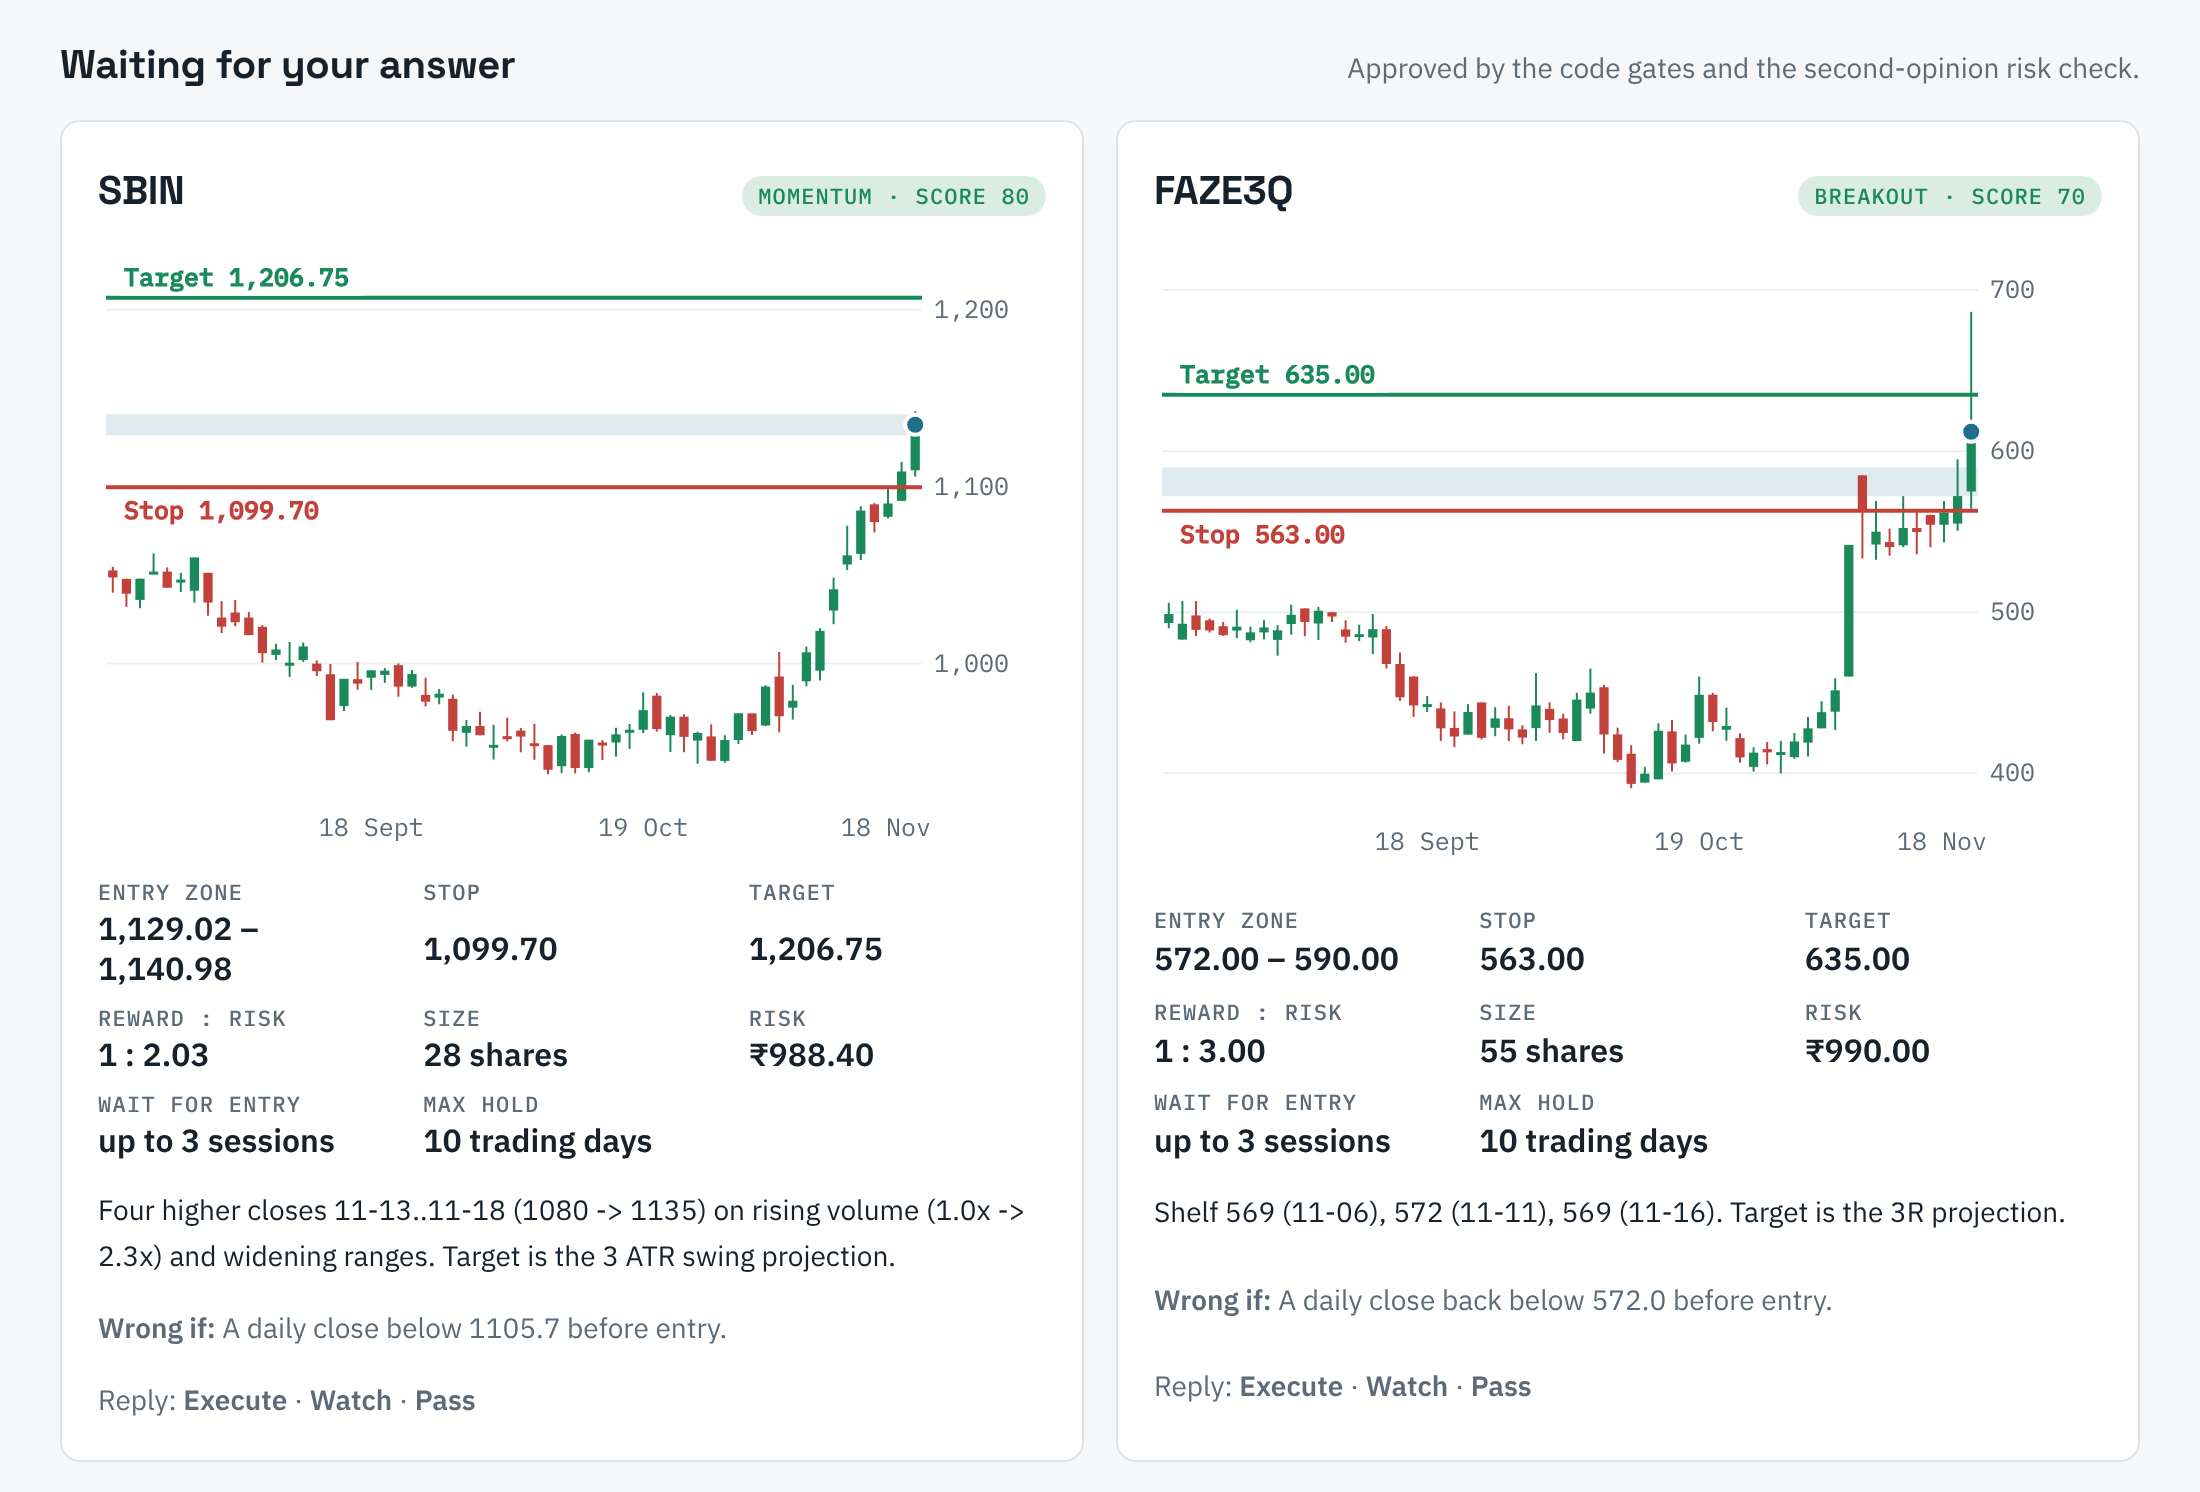 Waiting for your answer
Approved by the code gates and the second-opinion risk check.
SBIN
MOMENTUM · SCORE 80
Target 1,206.75
1,200
1,100
Stop 1,099.70
1,000
18 Sept 19 Oct 18 Nov
ENTRY ZONE STOP TARGET
1,129.02 –
1,140.98
1,099.70 1,206.75
REWARD : RISK SIZE RISK
1 : 2.03 28 shares ₹988.40
WAIT FOR ENTRY MAX HOLD
up to 3 sessions 10 trading days
Four higher closes 11-13..11-18 (1080 -> 1135) on rising volume (1.0x ->
2.3x) and widening ranges. Target is the 3 ATR swing projection.
Wrong if: A daily close below 1105.7 before entry.
Reply: Execute · Watch · Pass
FAZE3Q
BREAKOUT · SCORE 70
700
Target 635.00
600
Stop 563.00
500
400
18 Sept 19 Oct 18 Nov
ENTRY ZONE STOP TARGET
572.00 – 590.00 563.00 635.00
REWARD : RISK SIZE RISK
1 : 3.00 55 shares ₹990.00
WAIT FOR ENTRY MAX HOLD
up to 3 sessions 10 trading days
Shelf 569 (11-06), 572 (11-11), 569 (11-16). Target is the 3R projection.
Wrong if: A daily close back below 572.0 before entry.
Reply: Execute · Watch · Pass